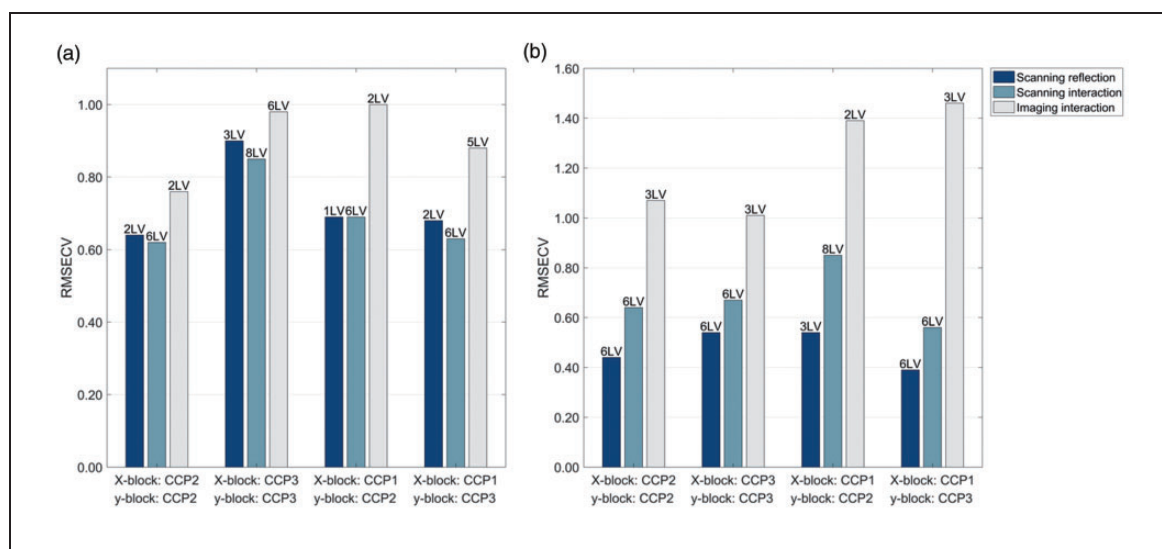 (a)
1.00
0.80
0.60
0.40
0.20
0.00
RMSECV
2LV
6LV
2LV
3LV
8LV
6LV
1LV
6LV
2LV
2LV
6LV
5LV
X-block: CCP2
y-block: CCP2
X-block: CCP3
y-block: CCP3
X-block: CCP1
y-block: CCP2
X-block: CCP1
y-block: CCP3
(b)
1.60
1.40
1.20
1.00
0.80
0.60
0.40
0.20
0.00
RMSECV
6LV
6LV
3LV
6LV
6LV
3LV
3LV
8LV
2LV
6LV
6LV
3LV
X-block: CCP2
y-block: CCP2
X-block: CCP3
y-block: CCP3
X-block: CCP1
y-block: CCP2
X-block: CCP1
y-block: CCP3
Scanning reflection
Scanning interaction
Imaging interaction